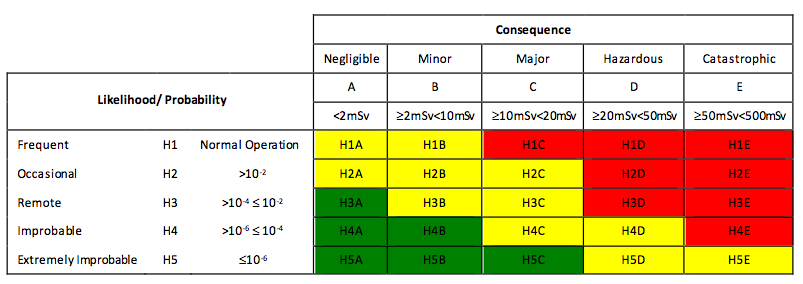 Consequence
Negligible Minor Major Hazardous Catastrophic
Likelihood/ Probability A B C D E
<2mSv ≥2mSv<10mSv ≥10mSv<20mSv ≥20mSv<50mSv ≥50mSv<500mSv
Frequent H1 Normal Operation H1A H1B H1C H1D H1E
Occasional H2 >10⁻² H2A H2B H2C H2D H2E
Remote H3 >10⁻⁴ ≤ 10⁻² H3A H3B H3C H3D H3E
Improbable H4 >10⁻⁶ ≤ 10⁻⁴ H4A H4B H4C H4D H4E
Extremely Improbable H5 ≤10⁻⁶ H5A H5B H5C H5D H5E